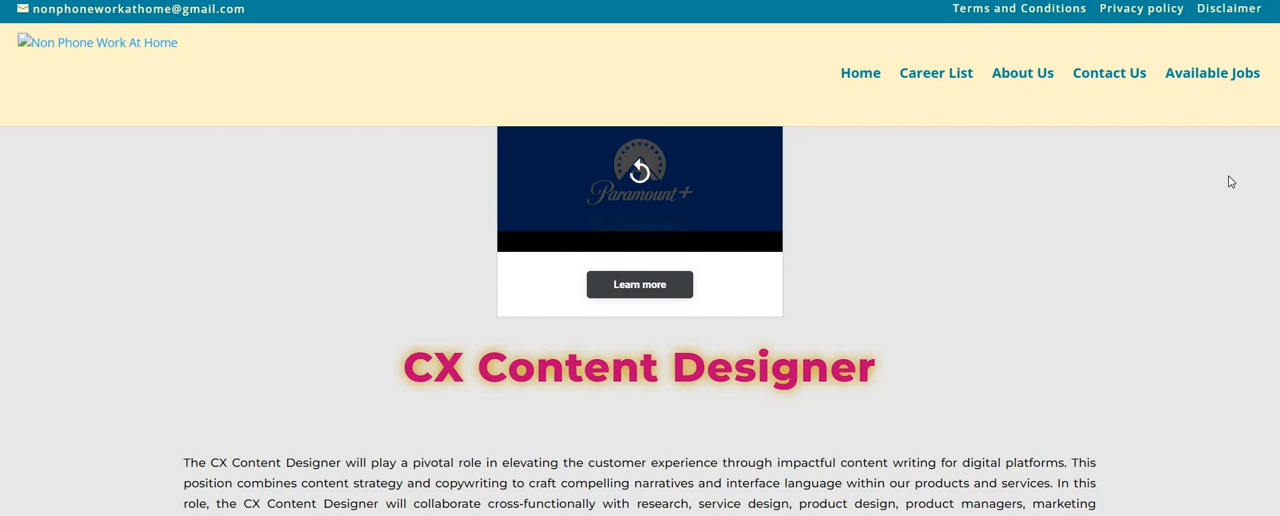 nonphoneworkathome@gmail.com
Terms and Conditions Privacy policy Disclaimer
Non Phone Work At Home
Home Career List About Us Contact Us Available Jobs
Paramount+
Learn more
CX Content Designer
The CX Content Designer will play a pivotal role in elevating the customer experience through impactful content writing for digital platforms. This
position combines content strategy and copywriting to craft compelling narratives and interface language within our products and services. In this
role, the CX Content Designer will collaborate cross-functionally with research, service design, product design, product managers, marketing